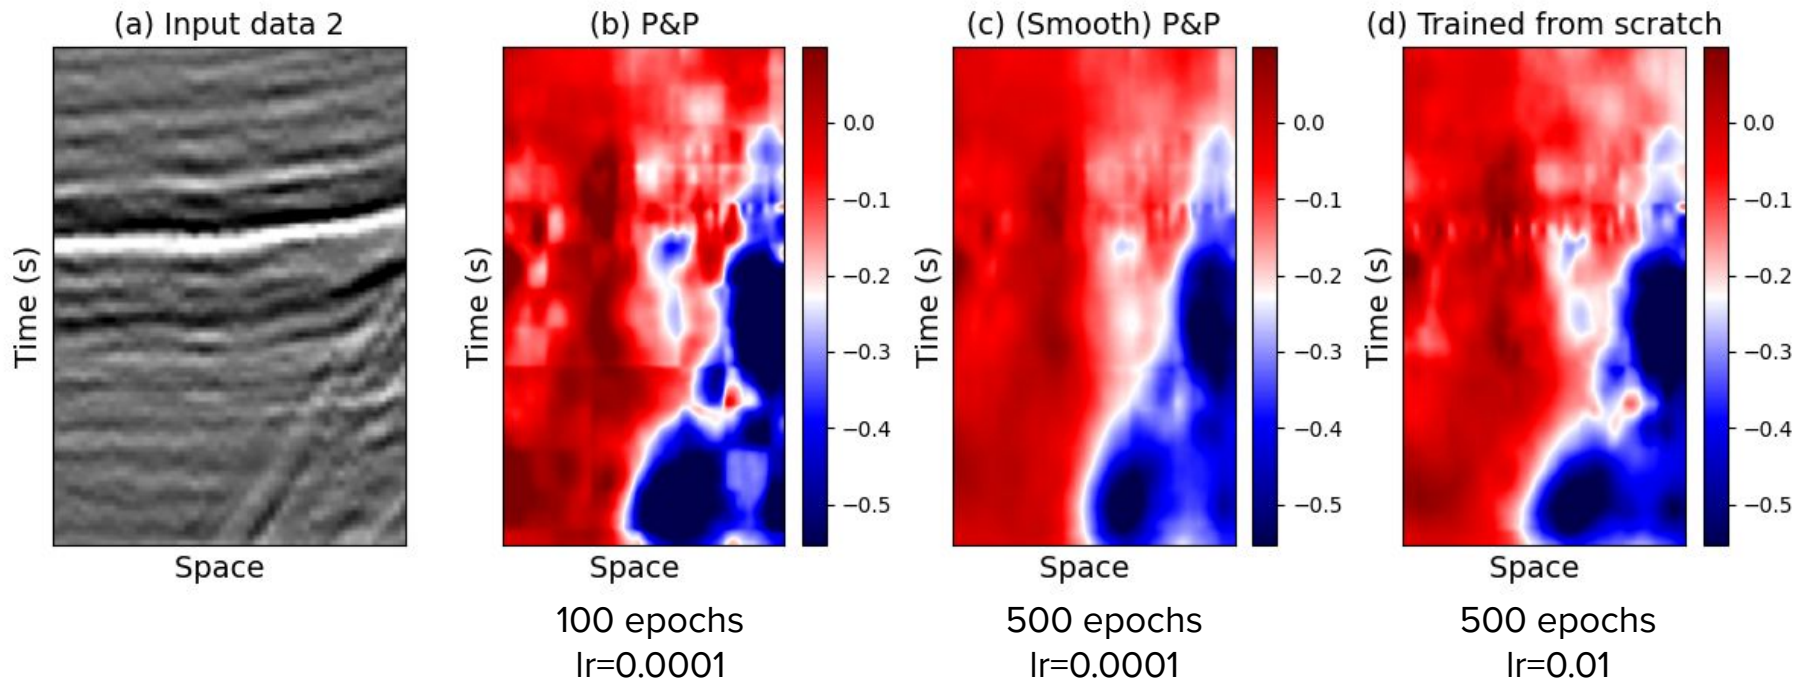 (a) Input data 2
(b) P&P
(c) (Smooth) P&P
(d) Trained from scratch
Time (s)
Space
Time (s)
Space
0.0
−0.1
−0.2
−0.3
−0.4
−0.5
Time (s)
Space
0.0
−0.1
−0.2
−0.3
−0.4
−0.5
Time (s)
Space
0.0
−0.1
−0.2
−0.3
−0.4
−0.5
100 epochs
lr=0.0001
500 epochs
lr=0.0001
500 epochs
lr=0.01